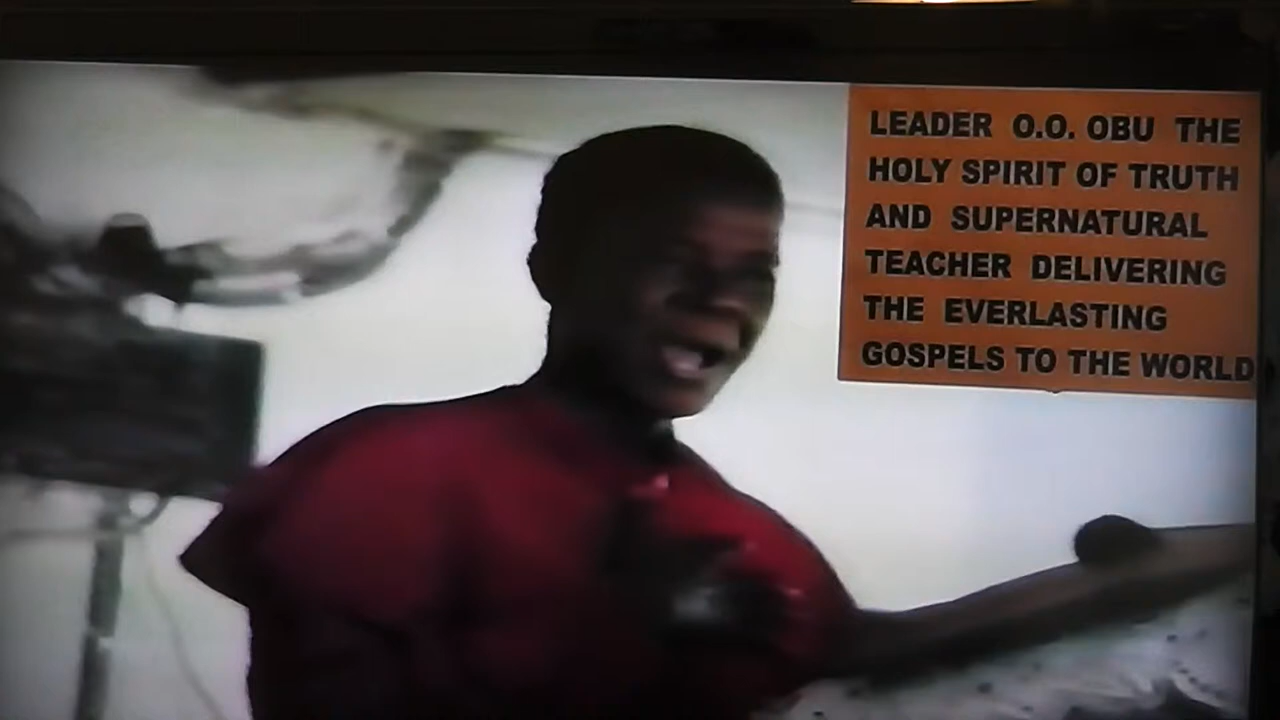 LEADER O.O. OBU THE
HOLY SPIRIT OF TRUTH
AND SUPERNATURAL
TEACHER DELIVERING
THE EVERLASTING
GOSPELS TO THE WORLD